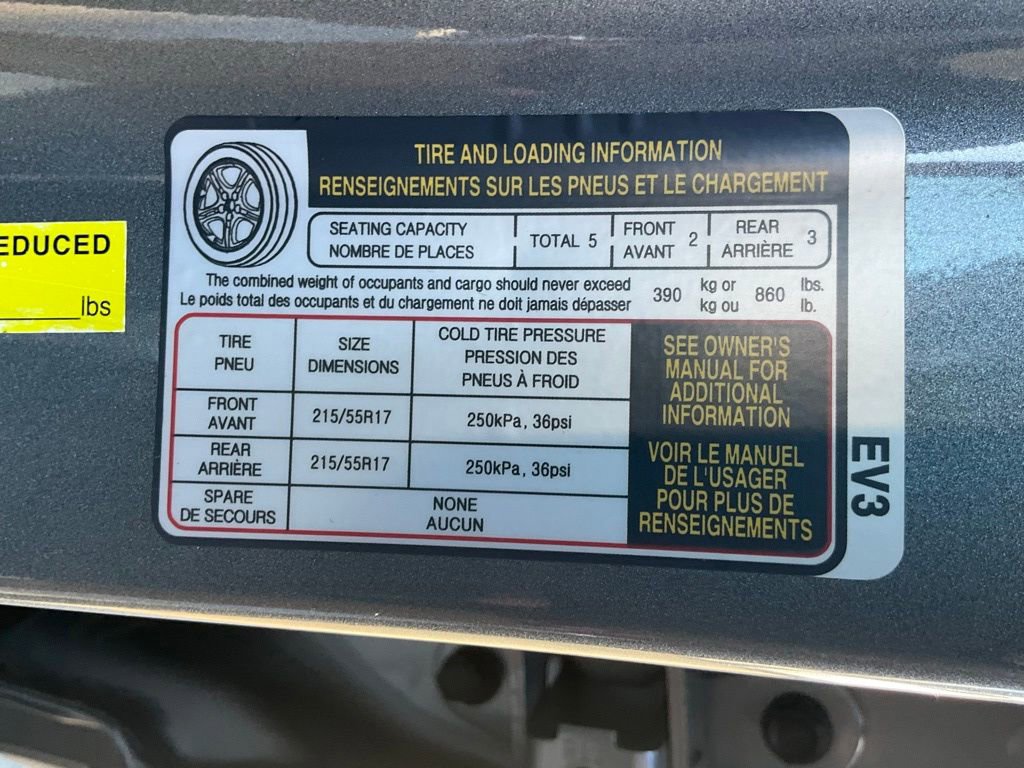 TIRE AND LOADING INFORMATION
RENSEIGNEMENTS SUR LES PNEUS ET LE CHARGEMENT
SEATING CAPACITY
NOMBRE DE PLACES
TOTAL 5
FRONT
AVANT
2
REAR
ARRIÈRE
3
The combined weight of occupants and cargo should never exceed
Le poids total des occupants et du chargement ne doit jamais dépasser
390
kg or
kg ou
860
lbs.
lb.
TIRE
PNEU
SIZE
DIMENSIONS
COLD TIRE PRESSURE
PRESSION DES
PNEUS À FROID
FRONT
AVANT
215/55R17
250kPa, 36psi
REAR
ARRIÈRE
215/55R17
250kPa, 36psi
SPARE
DE SECOURS
NONE
AUCUN
SEE OWNER'S
MANUAL FOR
ADDITIONAL
INFORMATION
VOIR LE MANUEL
DE L'USAGER
POUR PLUS DE
RENSEIGNEMENTS
EV3
EDUCED
lbs